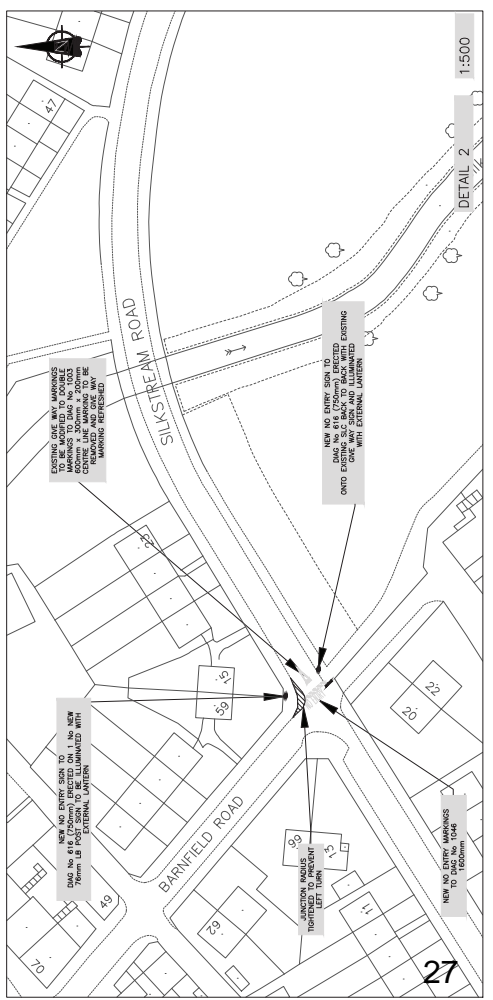 NEW NO ENTRY SIGN TO
DIAG No 616 (750mm) ERECTED ON 1 No NEW
76mm LB POST SIGN TO BE ILLUMINATED WITH
EXTERNAL LANTERN
EXISTING GIVE WAY MARKINGS
TO BE MODIFIED TO DOUBLE
MARKINGS TO DIAG No 1003
600mm x 300mm x 200mm
CENTRE LINE MARKING TO BE
REMOVED AND GIVE WAY
MARKING REFRESHED
N
47
70
49
BARNFIELD ROAD
59
15
23
SILKSTREAM ROAD
62
66
13
11
JUNCTION RADIUS
TIGHTENED TO PREVENT
LEFT TURN
20
22
NEW NO ENTRY SIGN TO
DIAG No 616 (750mm) ERECTED
ONTO EXISTING SLC BACK TO BACK WITH EXISTING
GIVE WAY SIGN AND ILLUMINATED
WITH EXTERNAL LANTERN
NEW NO ENTRY MARKINGS
TO DIAG No 1046
1600mm
DETAIL 2
1:500
27